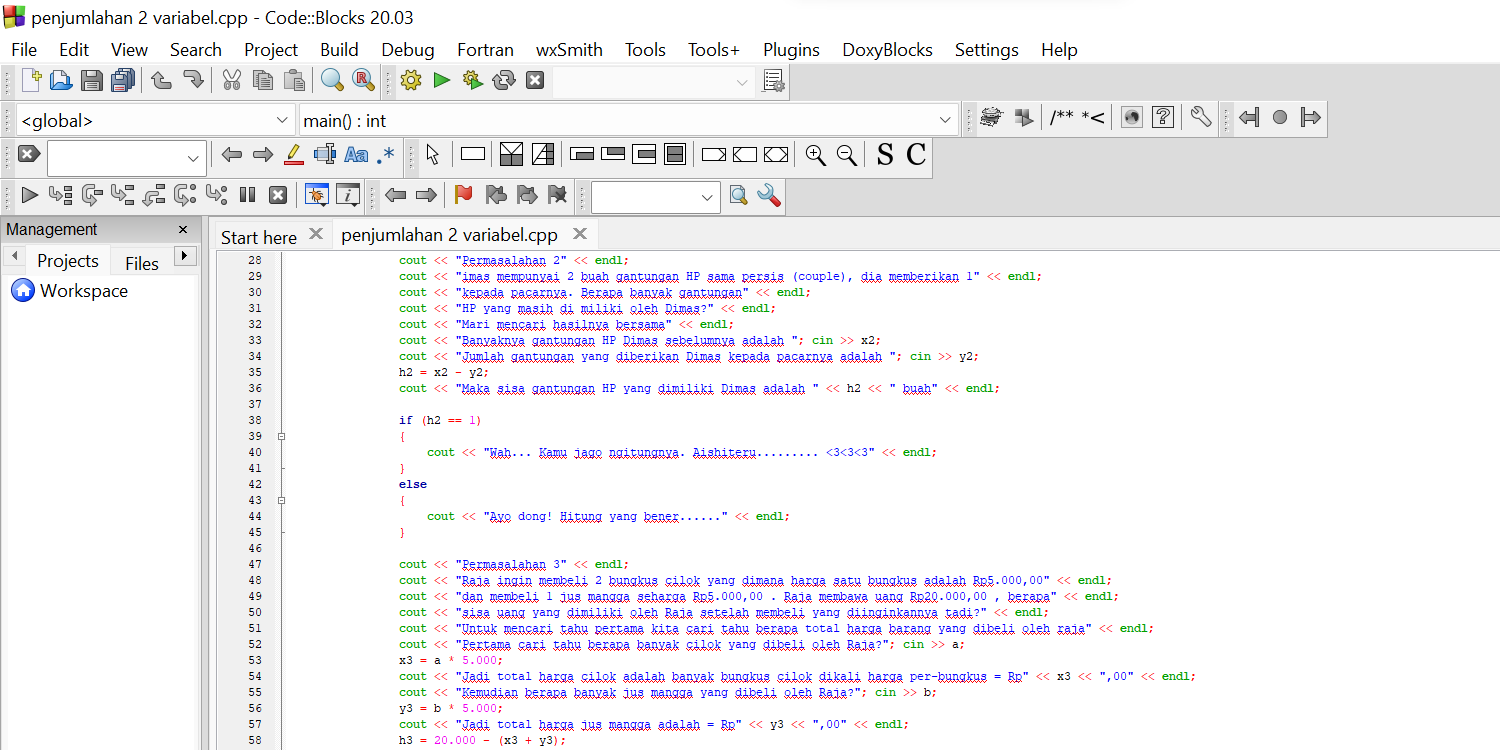 penjumlahan 2 variabel.cpp - Code::Blocks 20.03
File Edit View Search Project Build Debug Fortran wxSmith Tools Tools+ Plugins DoxyBlocks Settings Help
<global> main() : int /** *<
Aa .* S C
Management
Start here penjumlahan 2 variabel.cpp
Projects Files
Workspace
28 cout << "Permasalahan 2" << endl;
29 cout << "imas mempunyai 2 buah gantungan HP sama persis (couple), dia memberikan 1" << endl;
30 cout << "kepada pacarnya. Berapa banyak gantungan" << endl;
31 cout << "HP yang masih di miliki oleh Dimas?" << endl;
32 cout << "Mari mencari hasilnya bersama" << endl;
33 cout << "Banyaknya gantungan HP Dimas sebelumnya adalah "; cin >> x2;
34 cout << "Jumlah gantungan yang diberikan Dimas kepada pacarnya adalah "; cin >> y2;
35 h2 = x2 - y2;
36 cout << "Maka sisa gantungan HP yang dimiliki Dimas adalah " << h2 << " buah" << endl;
37
38 if (h2 == 1)
39 {
40 cout << "Wah... Kamu jago ngitungnya. Aishiteru......... <3<3<3" << endl;
41 }
42 else
43 {
44 cout << "Ayo dong! Hitung yang bener......" << endl;
45 }
46
47 cout << "Permasalahan 3" << endl;
48 cout << "Raja ingin membeli 2 bungkus cilok yang dimana harga satu bungkus adalah Rp5.000,00" << endl;
49 cout << "dan membeli 1 jus mangga seharga Rp5.000,00 . Raja membawa uang Rp20.000,00 , berapa" << endl;
50 cout << "sisa uang yang dimiliki oleh Raja setelah membeli yang diinginkannya tadi?" << endl;
51 cout << "Untuk mencari tahu pertama kita cari tahu berapa total harga barang yang dibeli oleh raja" << endl;
52 cout << "Pertama cari tahu berapa banyak cilok yang dibeli oleh Raja?"; cin >> a;
53 x3 = a * 5.000;
54 cout << "Jadi total harga cilok adalah banyak bungkus cilok dikali harga per-bungkus = Rp" << x3 << ",00" << endl;
55 cout << "Kemudian berapa banyak jus mangga yang dibeli oleh Raja?"; cin >> b;
56 y3 = b * 5.000;
57 cout << "Jadi total harga jus mangga adalah = Rp" << y3 << ",00" << endl;
58 h3 = 20.000 - (x3 + y3);